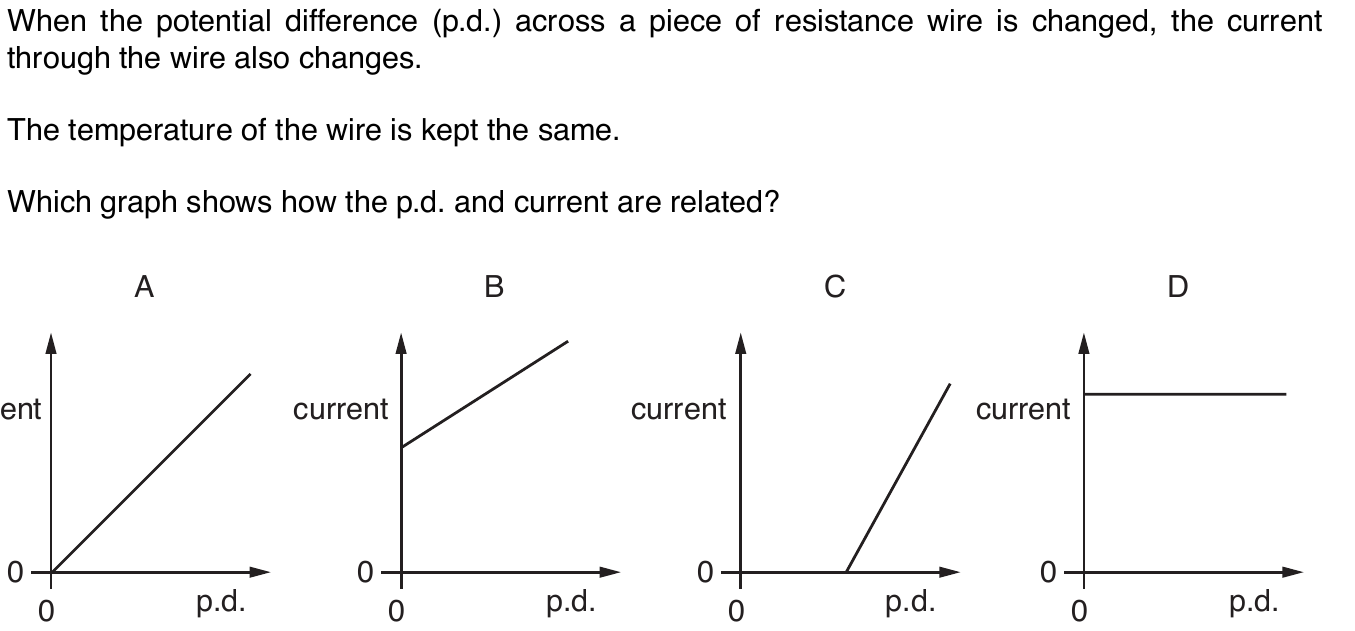 When the potential difference (p.d.) across a piece of resistance wire is changed, the current
through the wire also changes.
The temperature of the wire is kept the same.
Which graph shows how the p.d. and current are related?
A B C D
ent current current current
0 0 0 0
0 p.d. 0 p.d. 0 p.d. 0 p.d.